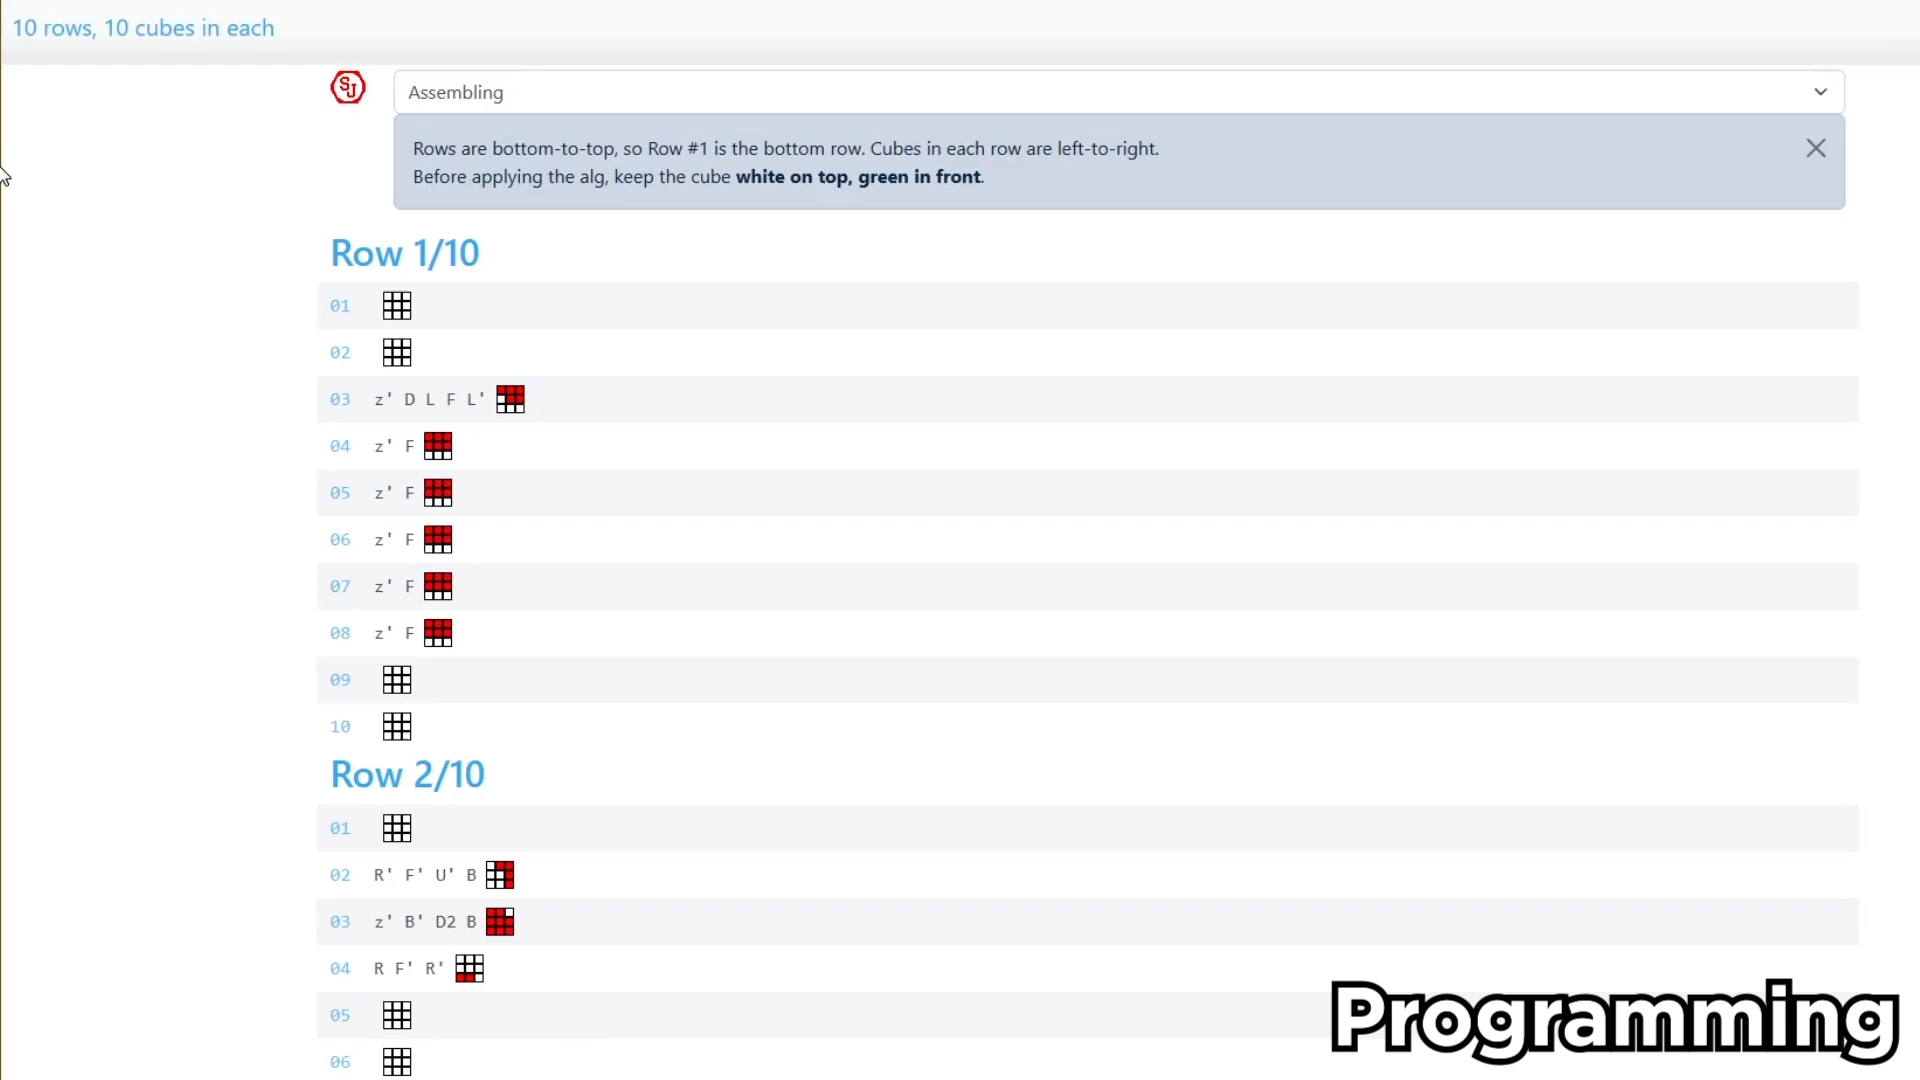 10 rows, 10 cubes in each
SJ
Assembling
Rows are bottom-to-top, so Row #1 is the bottom row. Cubes in each row are left-to-right.
Before applying the alg, keep the cube white on top, green in front.
Row 1/10
01
02
03 z' D L F L'
04 z' F
05 z' F
06 z' F
07 z' F
08 z' F
09
10
Row 2/10
01
02 R' F' U' B
03 z' B' D2 B
04 R F' R'
05
06
Programming